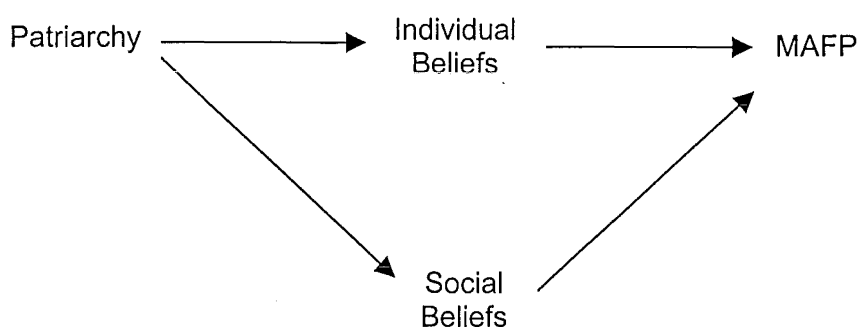 Patriarchy
Individual
Beliefs
MAFP
Social
Beliefs